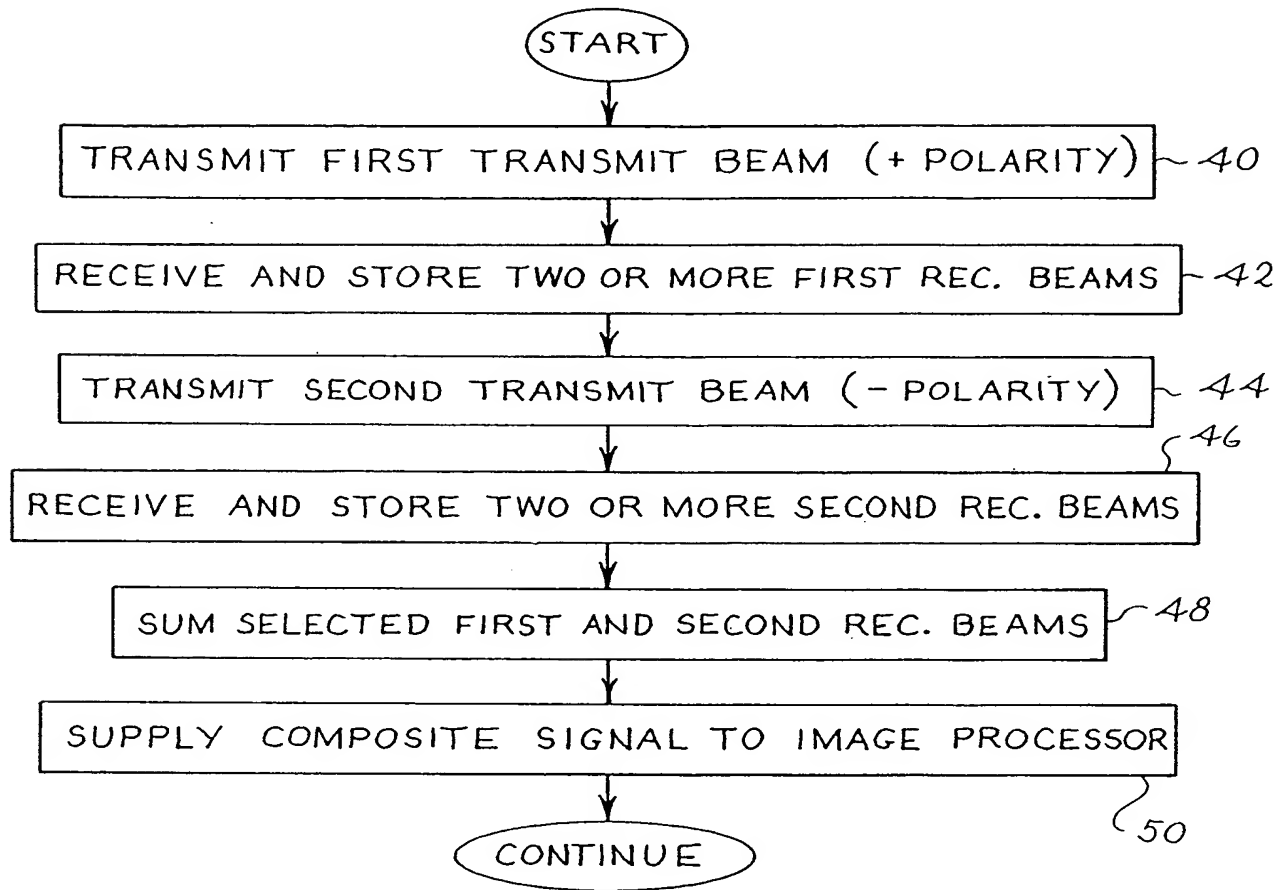 START
TRANSMIT FIRST TRANSMIT BEAM (+ POLARITY)
40
RECEIVE AND STORE TWO OR MORE FIRST REC. BEAMS
42
TRANSMIT SECOND TRANSMIT BEAM (- POLARITY)
44
46
RECEIVE AND STORE TWO OR MORE SECOND REC. BEAMS
SUM SELECTED FIRST AND SECOND REC. BEAMS
48
SUPPLY COMPOSITE SIGNAL TO IMAGE PROCESSOR
50
CONTINUE